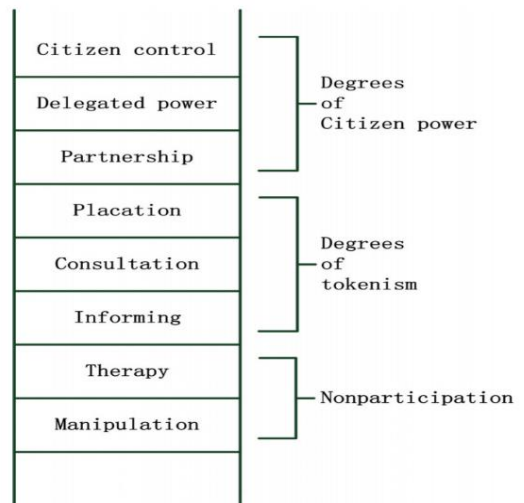 Citizen control
Delegated power
Partnership
Placation
Consultation
Informing
Therapy
Manipulation
Degrees
of
Citizen power
Degrees
of
tokenism
Nonparticipation